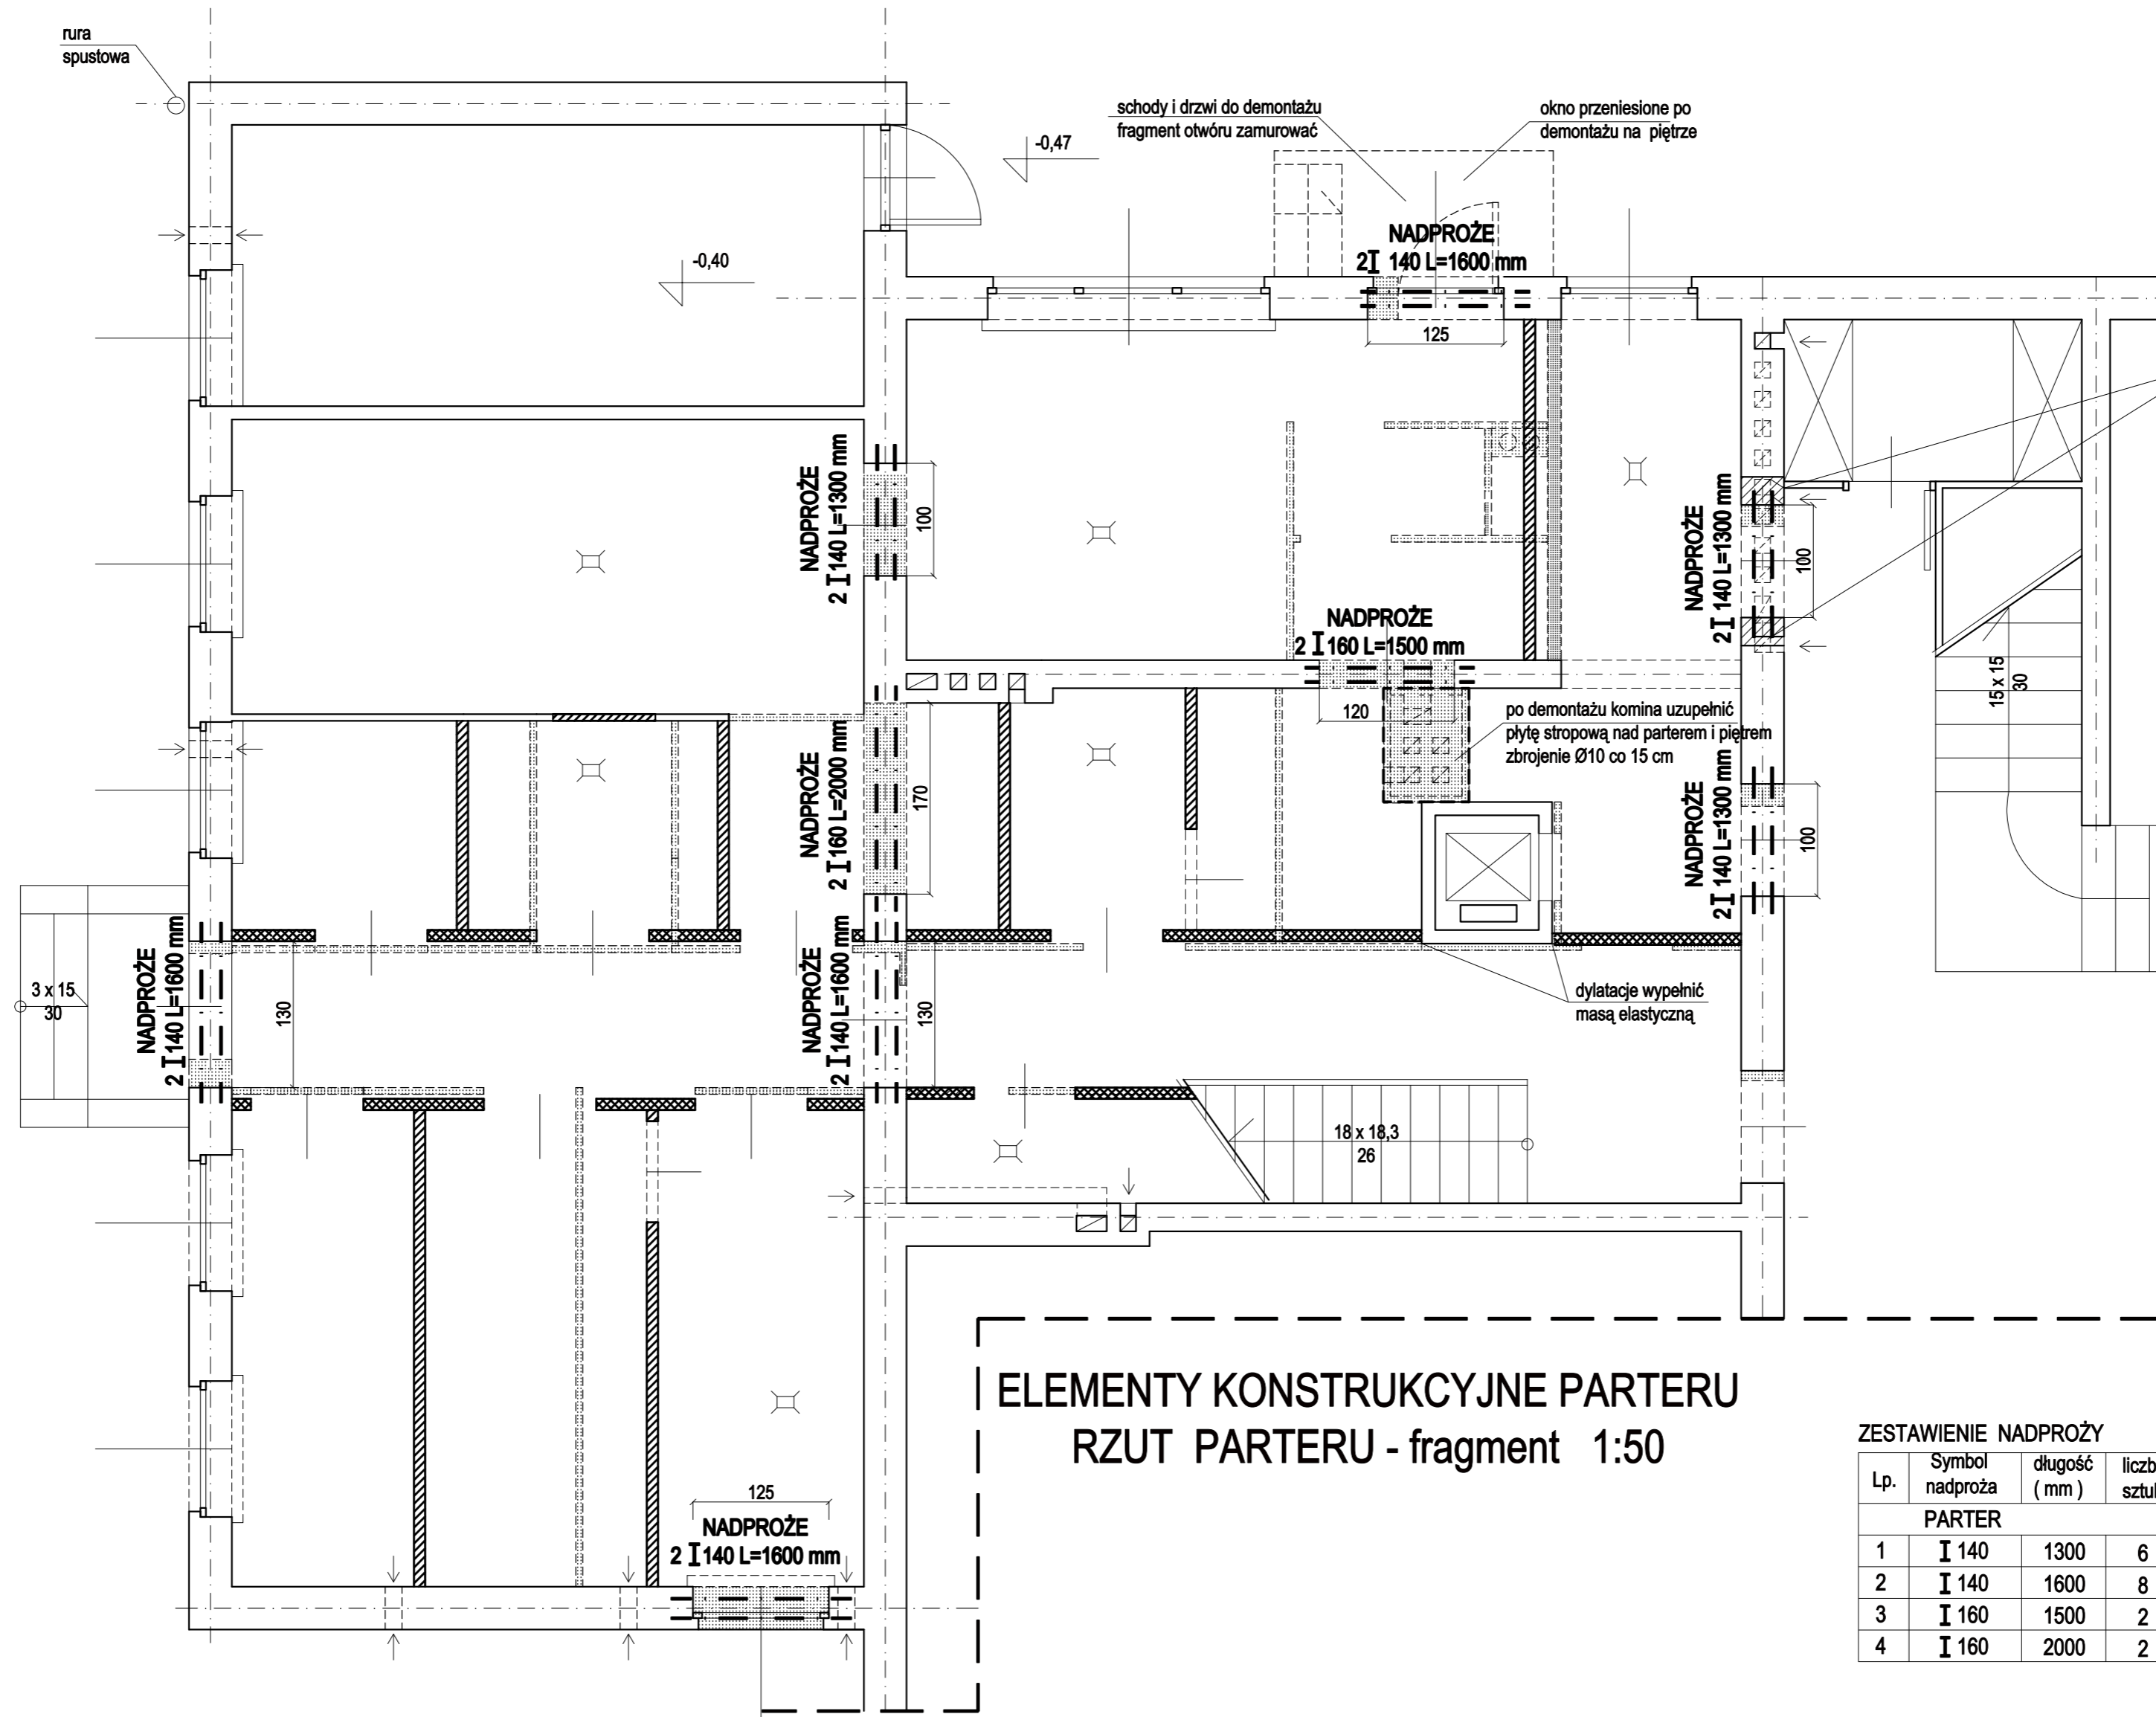 rura
spustowa
schody i drzwi do demontażu
fragment otwóru zamurować
okno przeniesione po
demontażu na piętrze
-0,47
-0,40
NADPROŻE
2 I 140 L=1600 mm
125
NADPROŻE
2 I 140 L=1300 mm
100
NADPROŻE
2 I 140 L=1300 mm
100
NADPROŻE
2 I 160 L=1500 mm
120
po demontażu komina uzupełnić
płytę stropową nad parterem i piętrem
zbrojenie Ø10 co 15 cm
15 x 15
30
NADPROŻE
2 I 160 L=2000 mm
170
NADPROŻE
2 I 140 L=1300 mm
100
NADPROŻE
2 I 140 L=1600 mm
3 x 15
30
130
NADPROŻE
2 I 140 L=1600 mm
130
dylatacje wypełnić
masą elastyczną
18 x 18,3
26
ELEMENTY KONSTRUKCYJNE PARTERU
RZUT PARTERU - fragment 1:50
125
NADPROŻE
2 I 140 L=1600 mm
ZESTAWIENIE NADPROŻY
Lp. Symbol nadproża długość ( mm )
PARTER
1 I 140 1300 6
2 I 140 1600 8
3 I 160 1500 2
4 I 160 2000 2